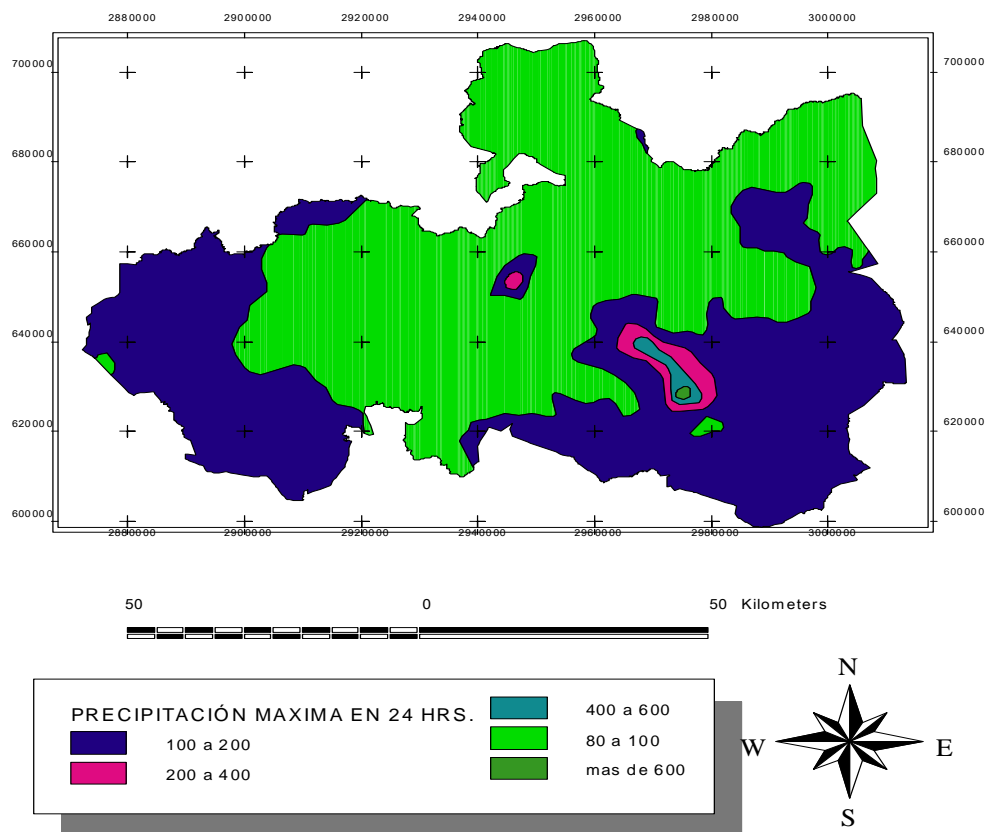 2880000 2900000 2920000 2940000 2960000 2980000 3000000
700000 700000
680000 680000
660000 660000
640000 640000
620000 620000
600000 600000
2880000 2900000 2920000 2940000 2960000 2980000 3000000
50 0 50 Kilometers
PRECIPITACIÓN MAXIMA EN 24 HRS.
100 a 200
200 a 400
400 a 600
80 a 100
mas de 600
N
W E
S